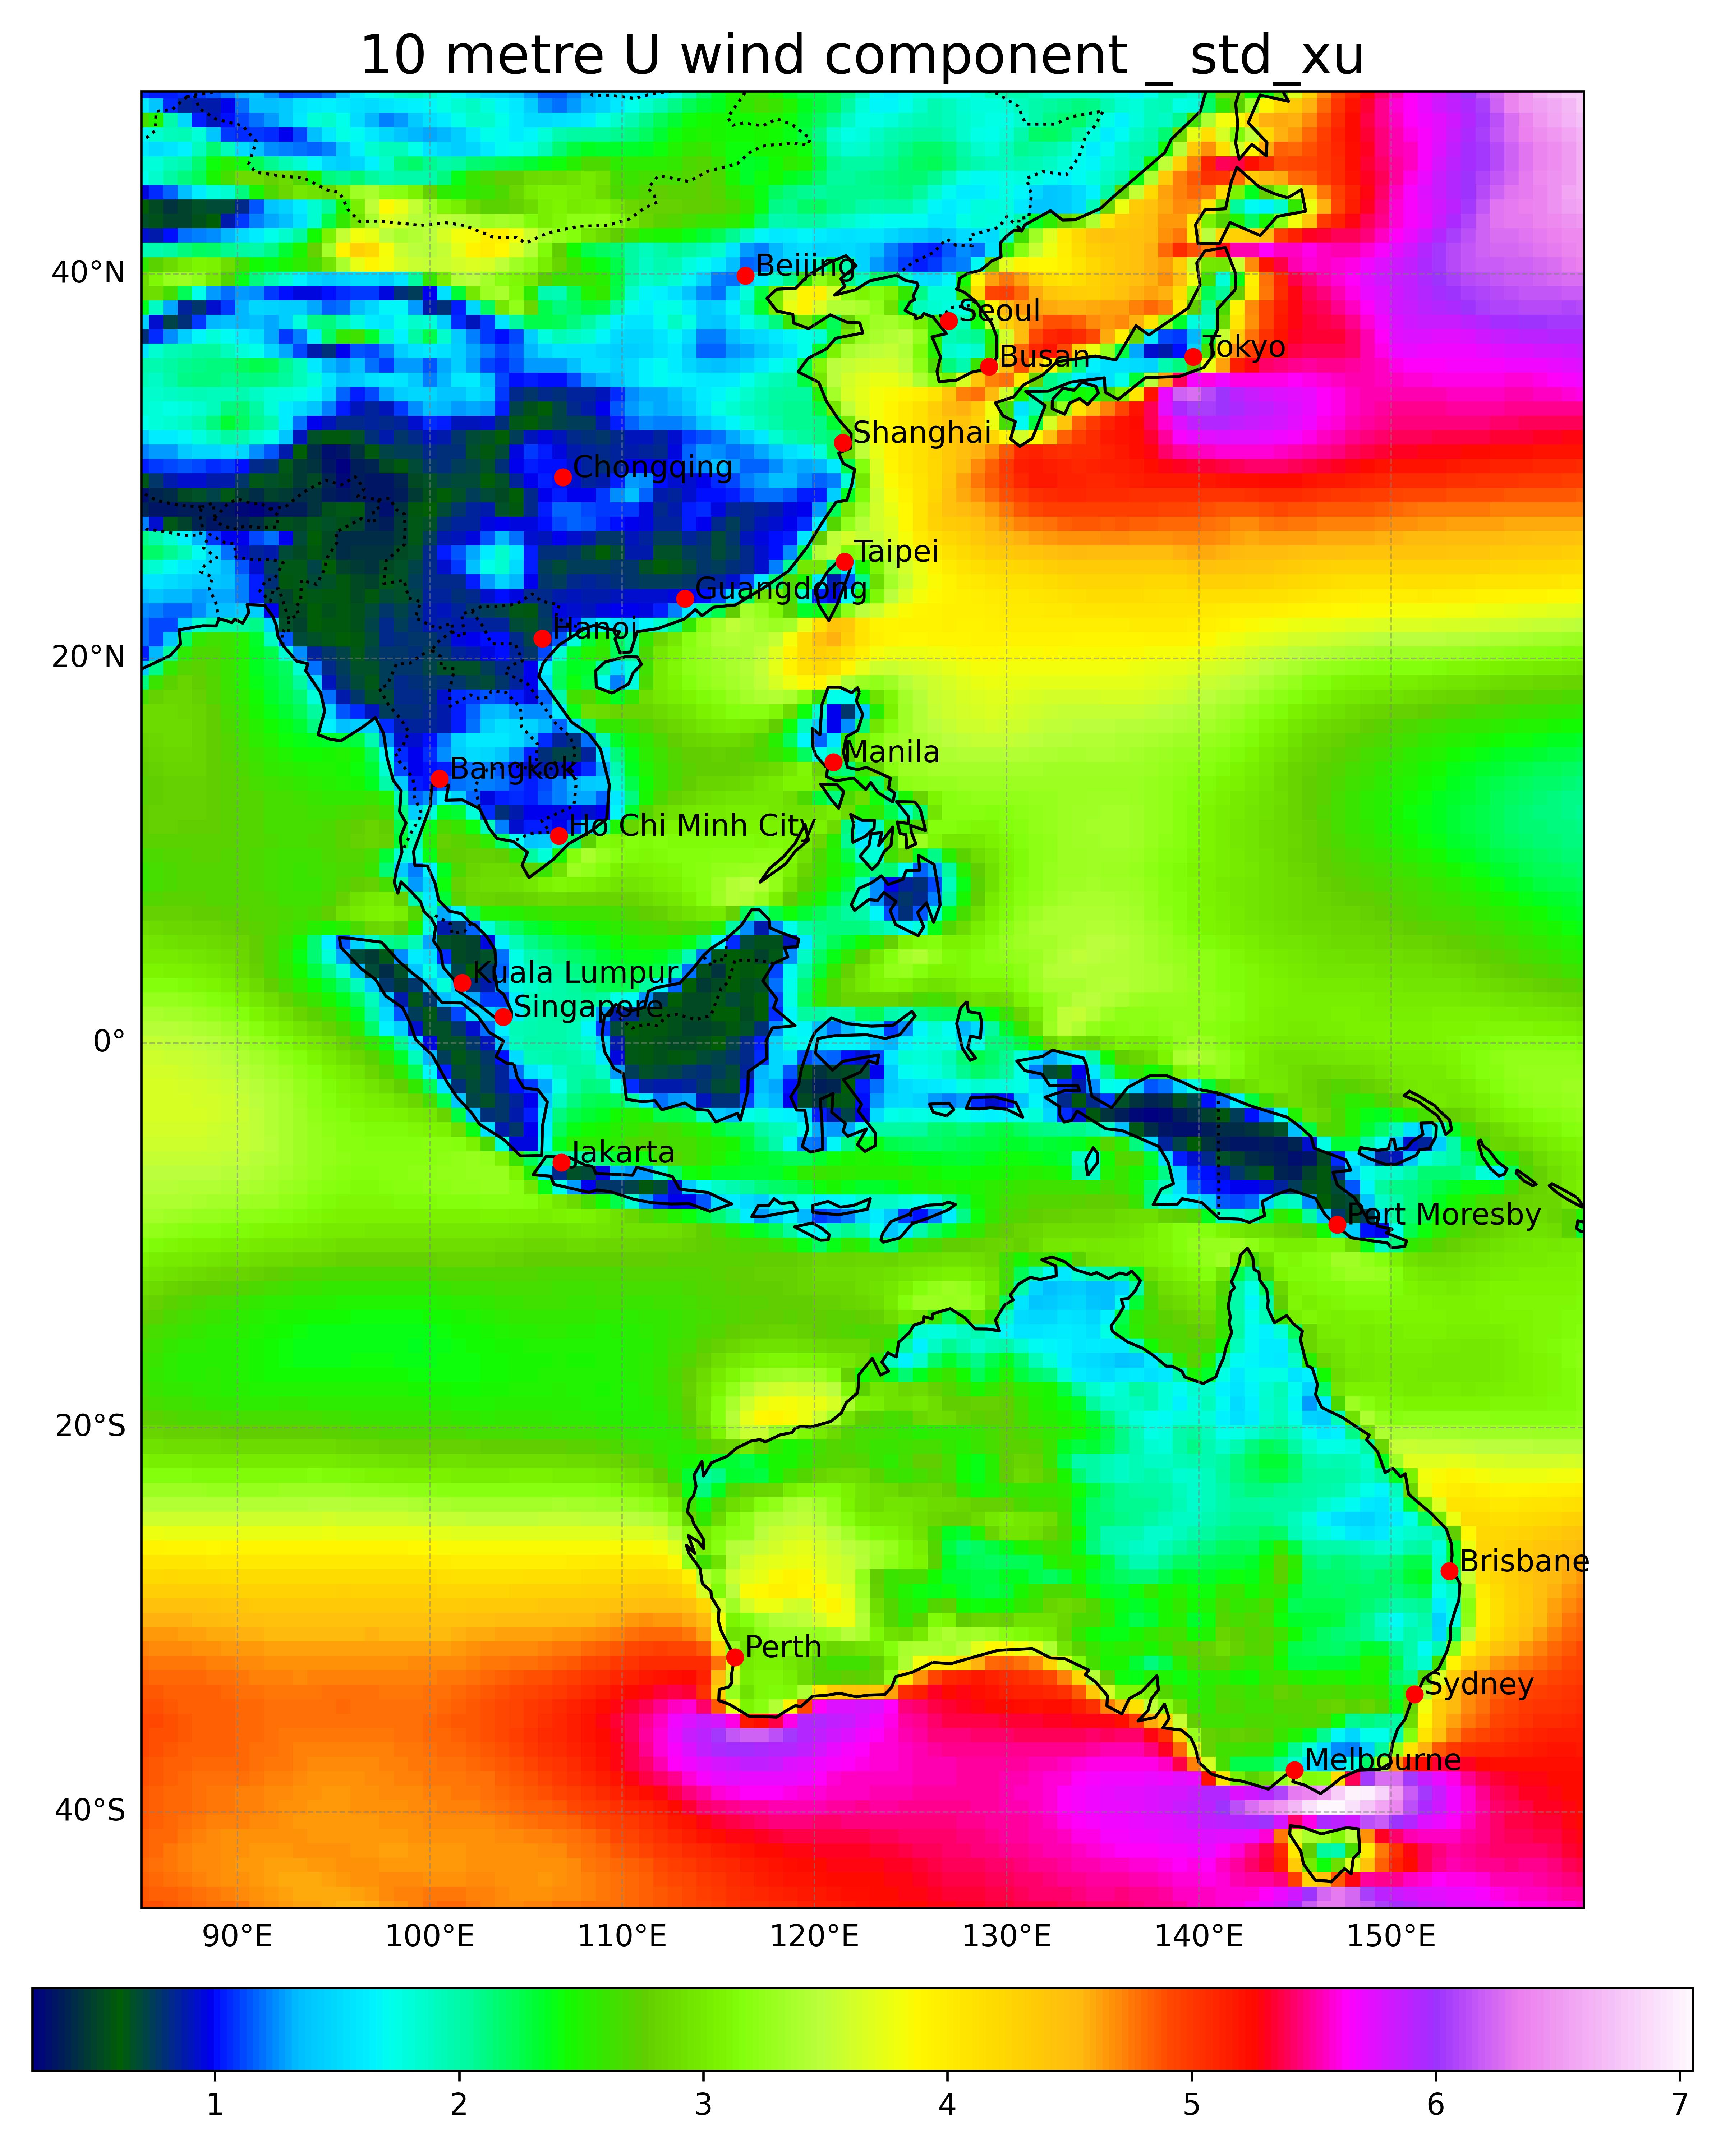 10 metre U wind component _ std_xu
40°N
20°N
0°
20°S
40°S
Beijing
Seoul
Tokyo
Busan
Shanghai
Chongqing
Taipei
Guangdong
Hanoi
Manila
Bangkok
Ho Chi Minh City
Kuala Lumpur
Singapore
Jakarta
Port Moresby
Brisbane
Perth
Sydney
Melbourne
90°E 100°E 110°E 120°E 130°E 140°E 150°E
1 2 3 4 5 6 7